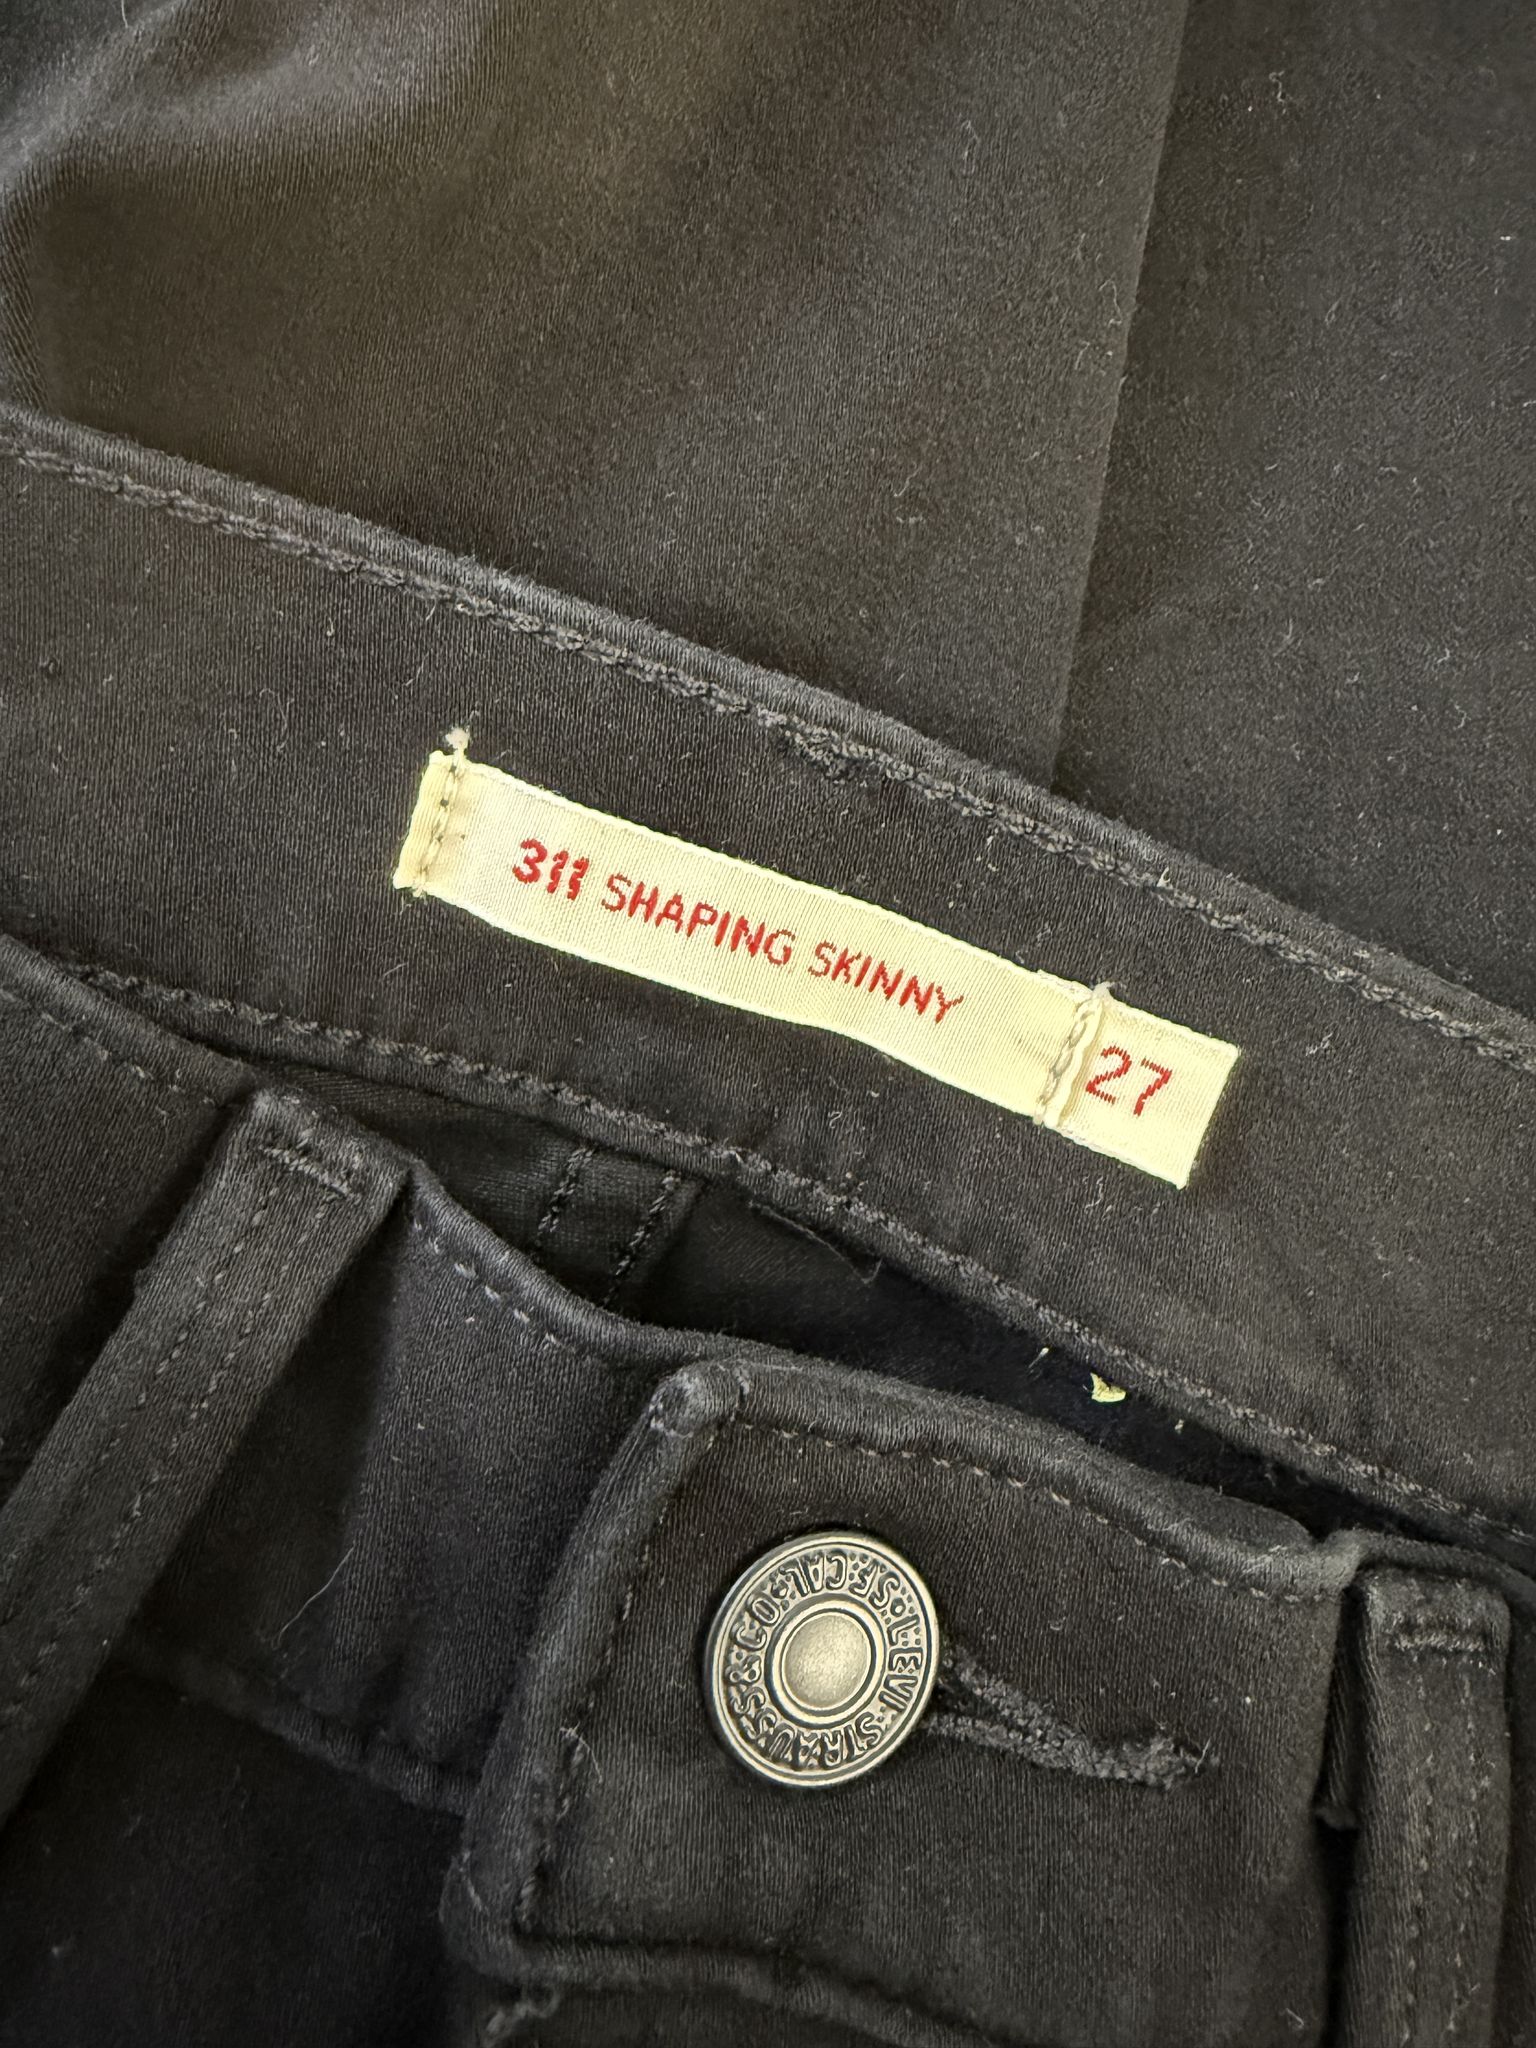 311 SHAPING SKINNY
27
LEVI STRAUSS & CO. S.F. CAL.